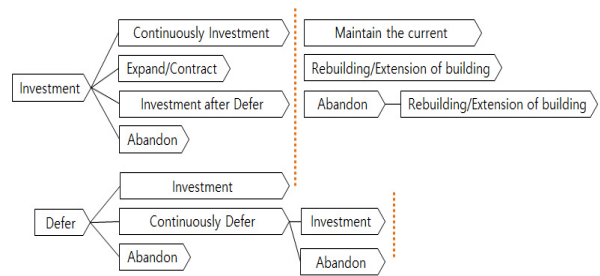 Continuously Investment
Maintain the current
Expand/Contract
Rebuilding/Extension of building
Investment
Investment after Defer
Abandon
Rebuilding/Extension of building
Abandon
Investment
Defer
Continuously Defer
Investment
Abandon
Abandon